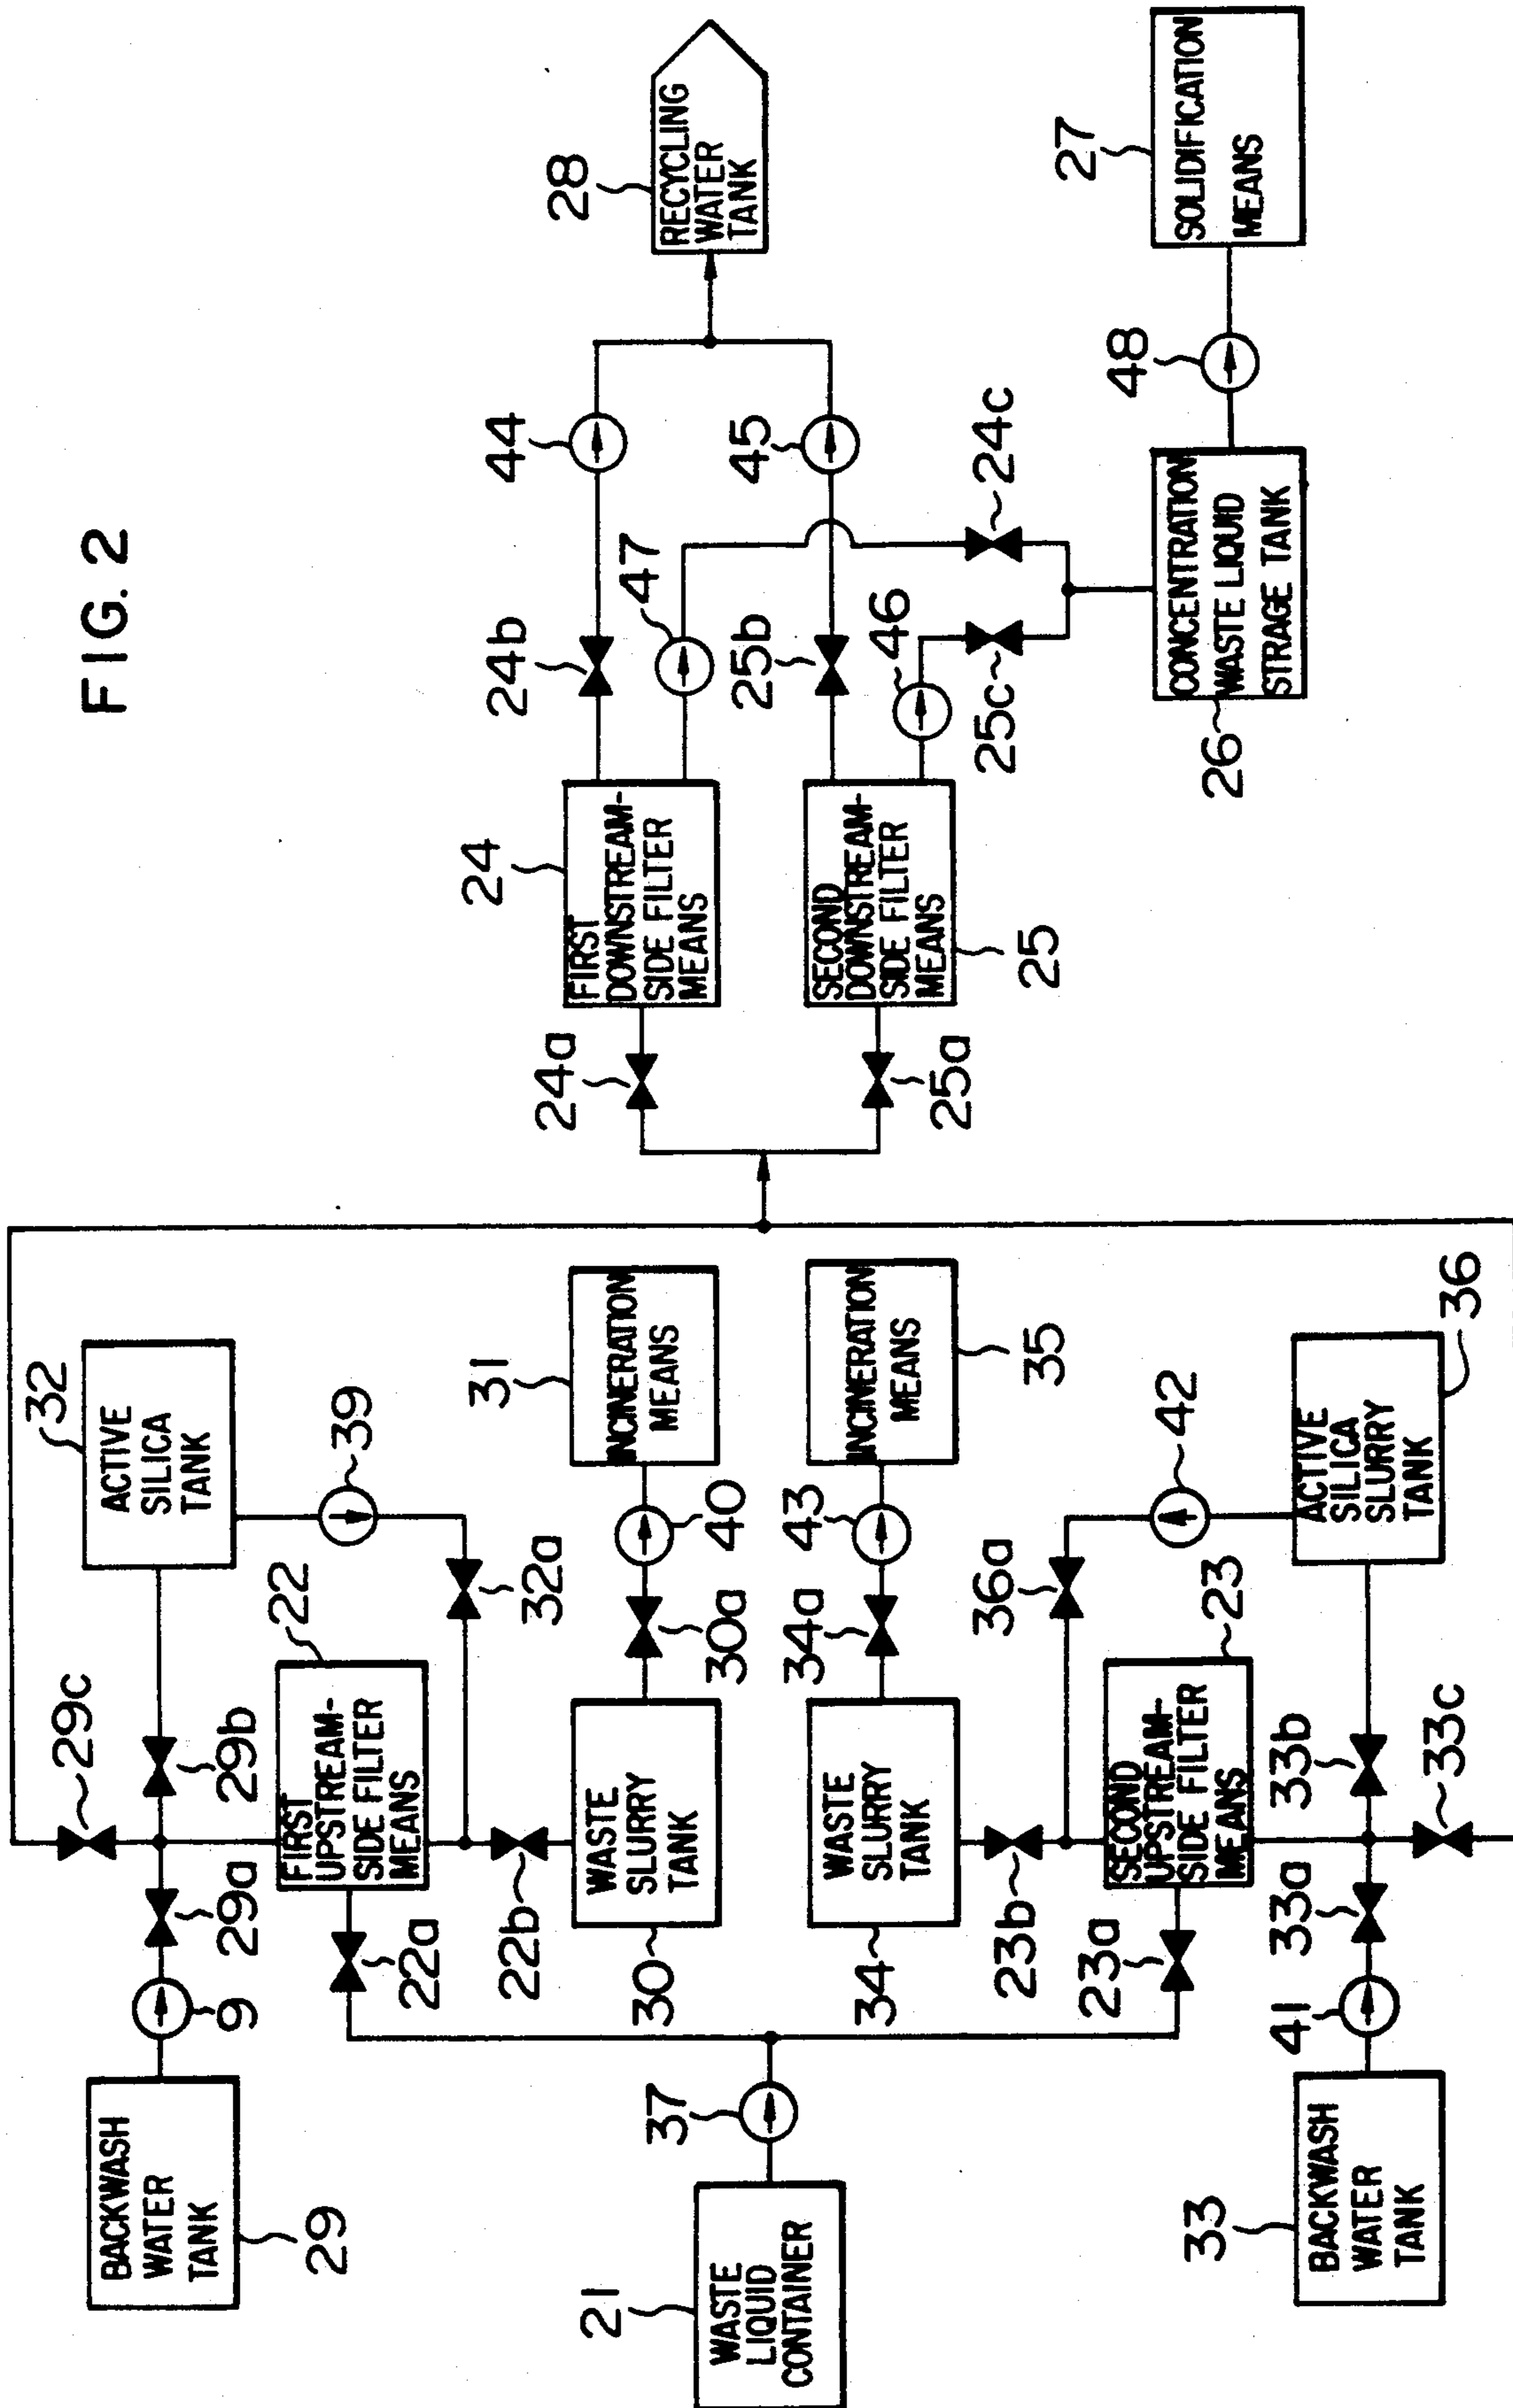 FIG. 2
BACKWASH
WATER
TANK
29
9
29a
29b
29c
ACTIVE
SILICA
TANK
32
39
32a
FIRST
UPSTREAM-
SIDE FILTER
MEANS
22
22a
22b
WASTE
SLURRY
TANK
30
30a
40
INCINERATION
MEANS
31
WASTE
LIQUID
CONTAINER
21
37
WASTE
SLURRY
TANK
34
34a
43
INCINERATION
MEANS
35
SECOND
UPSTREAM-
SIDE FILTER
MEANS
23
23a
23b
36a
42
ACTIVE
SILICA
SLURRY
TANK
36
BACKWASH
WATER
TANK
33
41
33a
33b
33c
24a
FIRST
DOWNSTREAM-
SIDE FILTER
MEANS
24
24b
44
47
25a
SECOND
DOWNSTREAM-
SIDE FILTER
MEANS
25
25b
45
46
25c
24c
RECYCLING
WATER
TANK
28
CONCENTRATION
WASTE LIQUID
STRAGE TANK
26
48
SOLIDIFICATION
MEANS
27